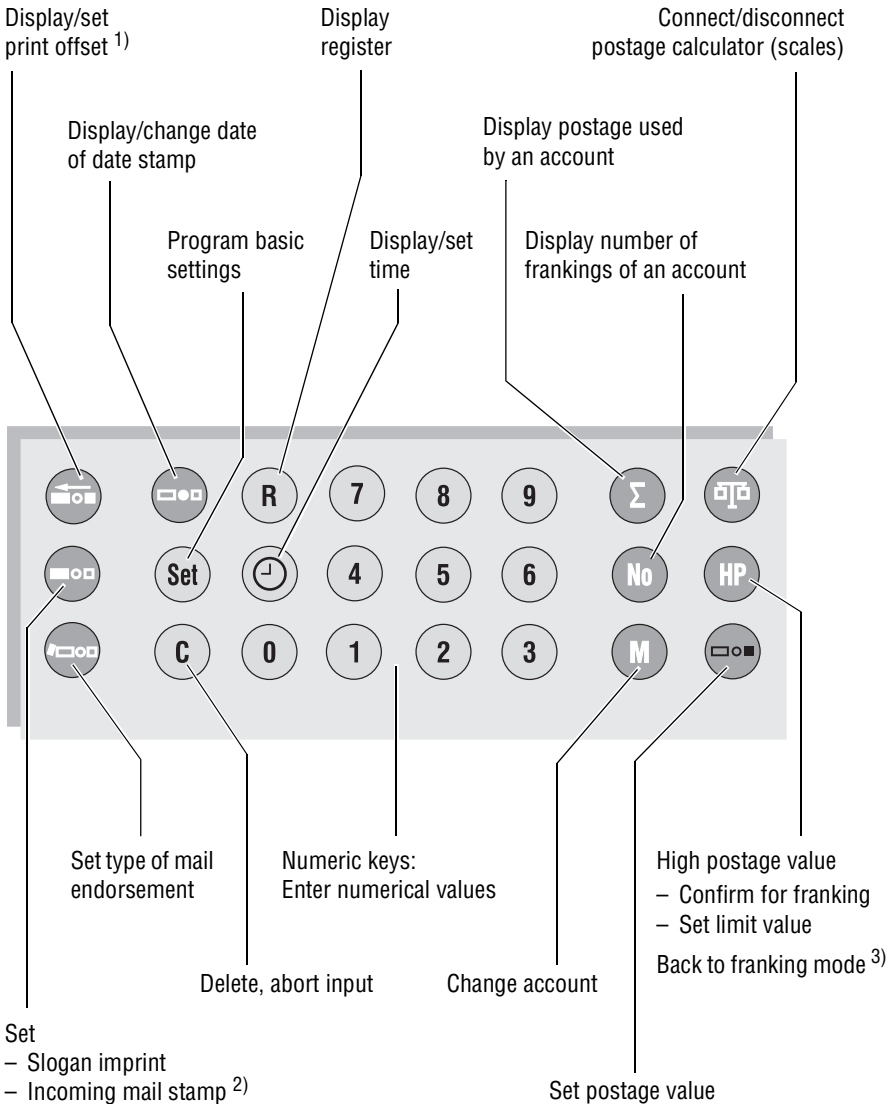 Display/set
print offset 1)
Display
register
Connect/disconnect
postage calculator (scales)
Display/change date
of date stamp
Display postage used
by an account
Program basic
settings
Display/set
time
Display number of
frankings of an account
R 7 8 9 Σ
Set 4 5 6 No HP
C 0 1 2 3 M
Set type of mail
endorsement
Numeric keys:
Enter numerical values
High postage value
– Confirm for franking
– Set limit value
Back to franking mode 3)
Delete, abort input
Change account
Set
– Slogan imprint
– Incoming mail stamp 2)
Set postage value